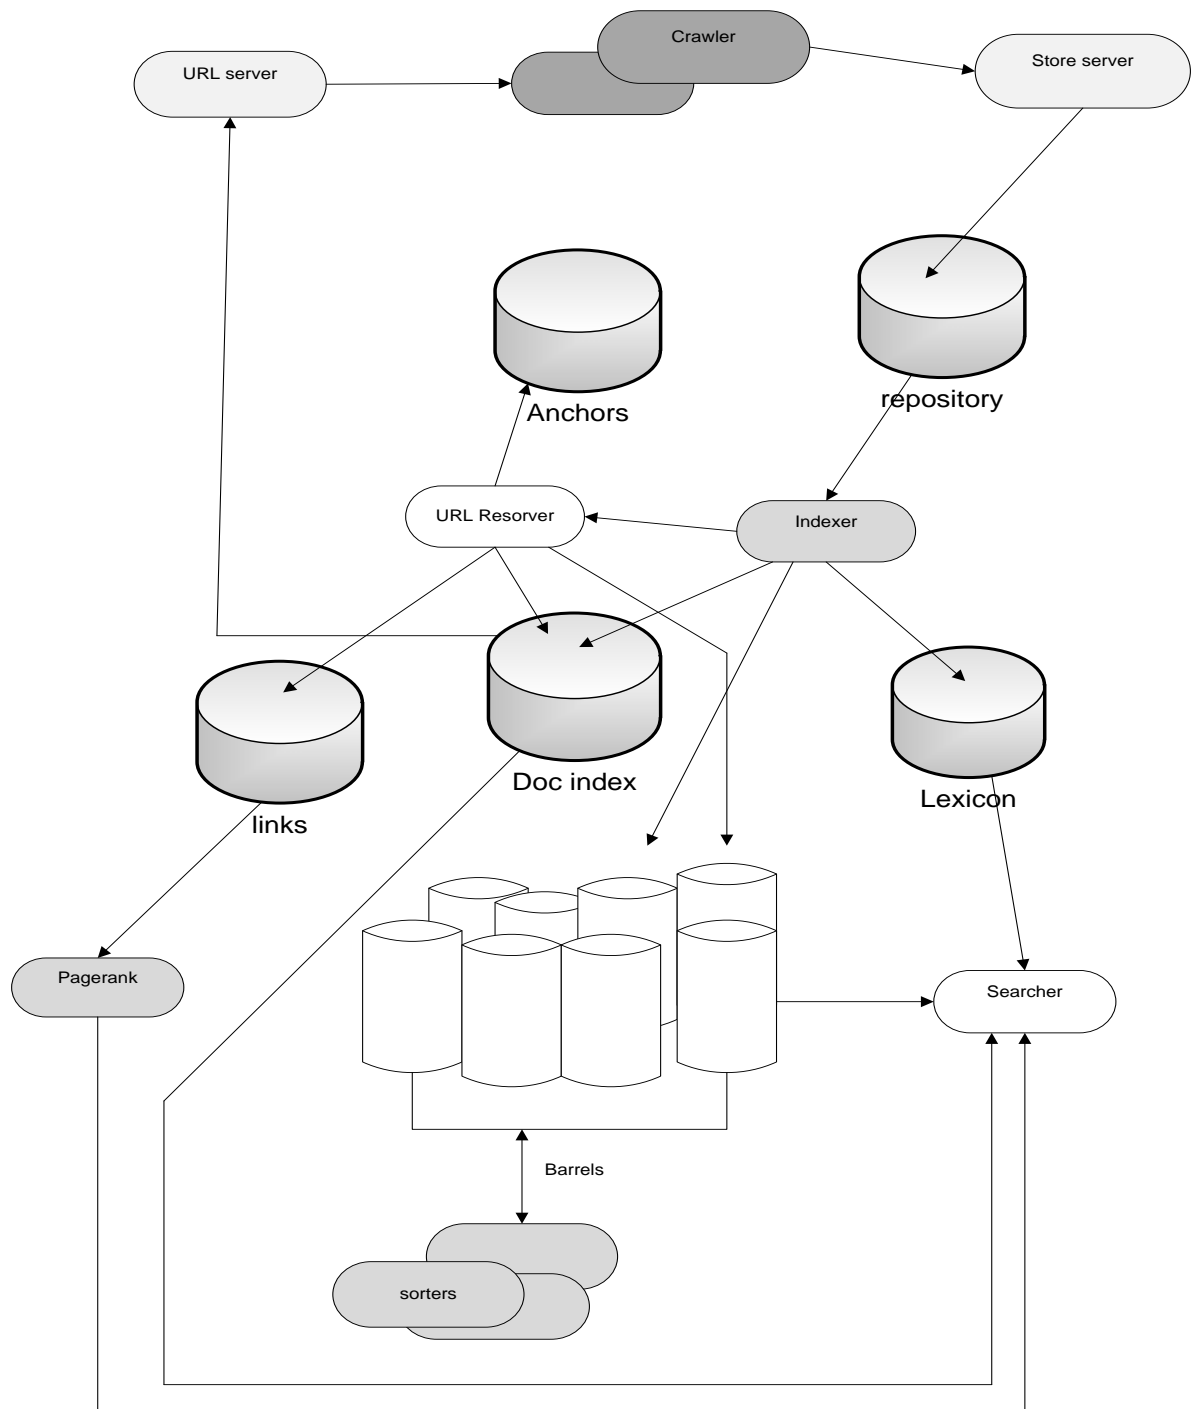 Crawler
URL server
Store server
Anchors
repository
URL Resorver
Indexer
Doc index
Lexicon
links
Pagerank
Searcher
Barrels
sorters